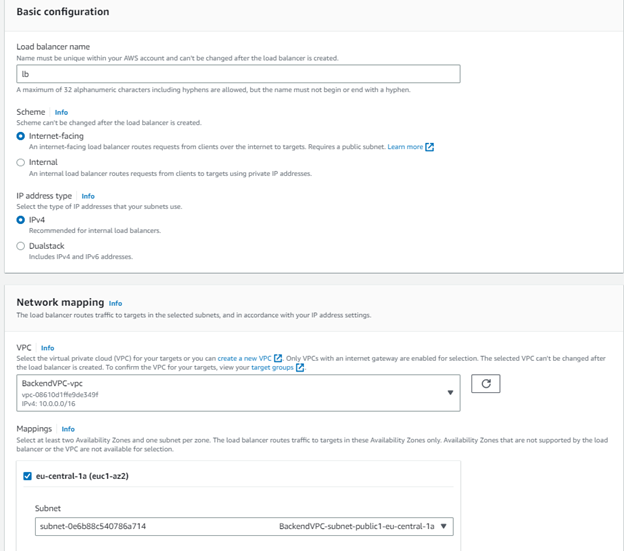 Basic configuration
Load balancer name
Name must be unique within your AWS account and can't be changed after the load balancer is created.
lb
A maximum of 32 alphanumeric characters including hyphens are allowed, but the name must not begin or end with a hyphen.
Scheme Info
Scheme can't be changed after the load balancer is created.
Internet-facing
An internet-facing load balancer routes requests from clients over the internet to targets. Requires a public subnet. Learn more
Internal
An internal load balancer routes requests from clients to targets using private IP addresses.
IP address type Info
Select the type of IP addresses that your subnets use.
IPv4
Recommended for internal load balancers.
Dualstack
Includes IPv4 and IPv6 addresses.
Network mapping Info
The load balancer routes traffic to targets in the selected subnets, and in accordance with your IP address settings.
VPC Info
Select the virtual private cloud (VPC) for your targets or you can create a new VPC. Only VPCs with an internet gateway are enabled for selection. The selected VPC can't be changed after
the load balancer is created. To confirm the VPC for your targets, view your target groups.
BackendVPC-vpc
vpc-08610d1ffe9de349f
IPv4: 10.0.0.0/16
Mappings Info
Select at least two Availability Zones and one subnet per zone. The load balancer routes traffic to targets in these Availability Zones only. Availability Zones that are not supported by the load
balancer or the VPC are not available for selection.
eu-central-1a (euc1-az2)
Subnet
subnet-0e6b88c540786a714 BackendVPC-subnet-public1-eu-central-1a